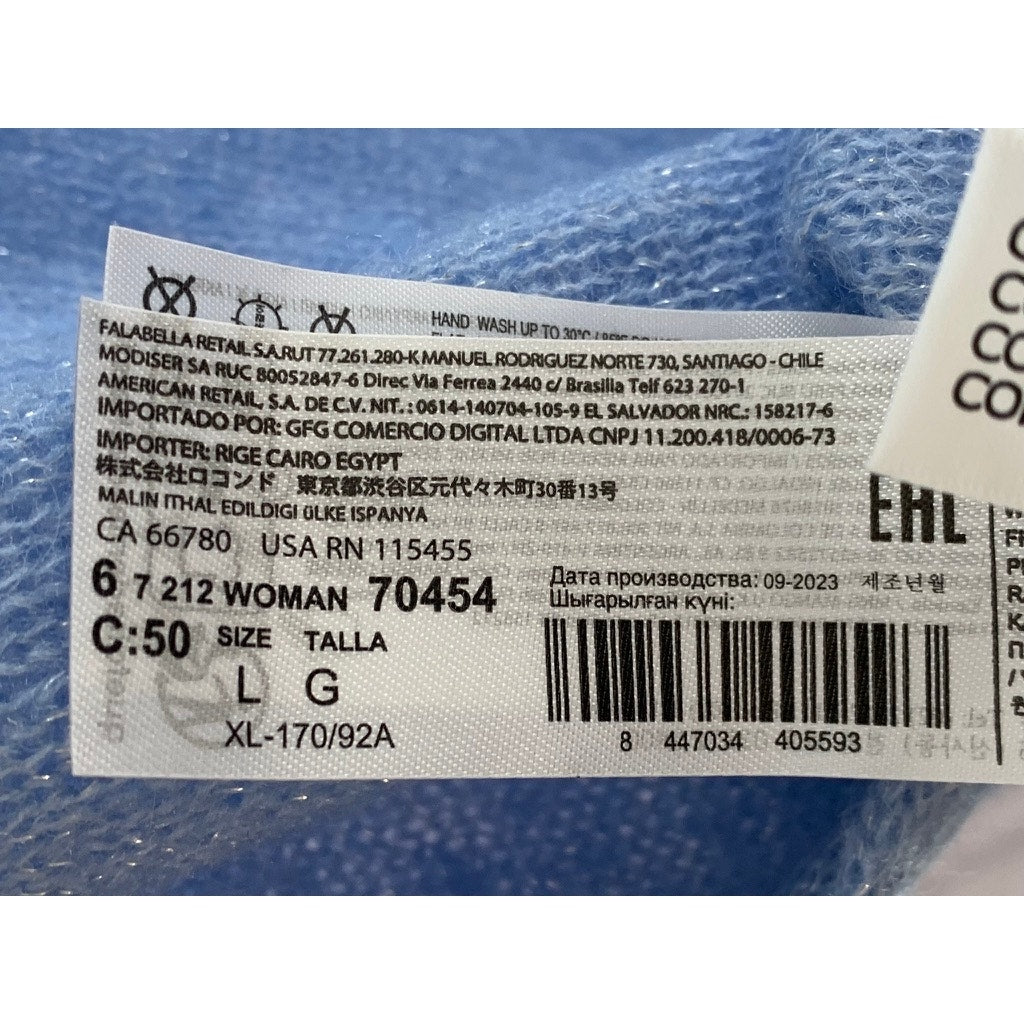 HAND WASH UP TO 30°C /
FALABELLA RETAIL S.A.RUT 77.261.280-K MANUEL RODRIGUEZ NORTE 730, SANTIAGO - CHILE
MODISER SA RUC 80052847-6 Direc Via Ferrea 2440 c/ Brasilia Telf 623 270-1
AMERICAN RETAIL, S.A. DE C.V. NIT. : 0614-140704-105-9 EL SALVADOR NRC.: 158217-6
IMPORTADO POR: GFG COMERCIO DIGITAL LTDA CNPJ 11.200.418/0006-73
IMPORTER: RIGE CAIRO EGYPT
株式会社ロコンド 東京都渋谷区元代々木町30番13号
MALIN ITHAL EDILDIGI üLKE ISPANYA
CA 66780 USA RN 115455
EAC
6 7 212 WOMAN 70454
Дата производства: 09-2023 제조년월
Шығарылған күні:
C:50 SIZE TALLA
L G
XL-170/92A
8 447034 405593